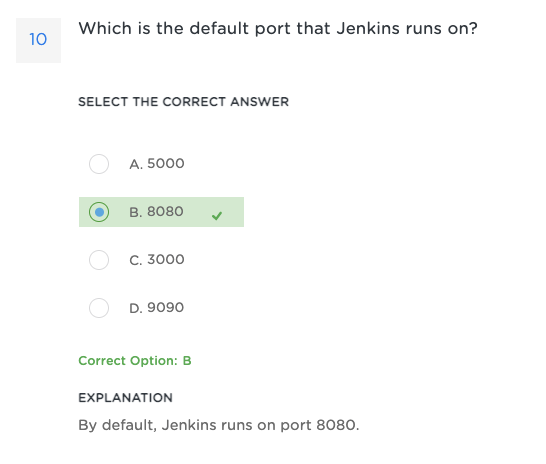 10
Which is the default port that Jenkins runs on?
SELECT THE CORRECT ANSWER
A. 5000
B. 8080
C. 3000
D. 9090
Correct Option: B
EXPLANATION
By default, Jenkins runs on port 8080.